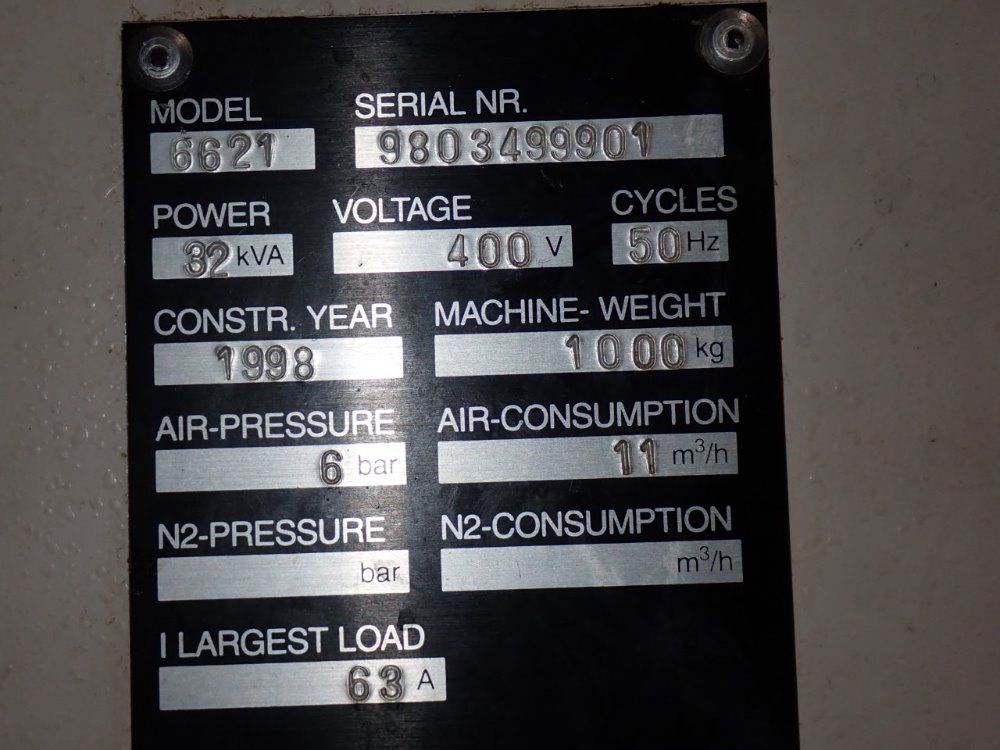 MODEL SERIAL NR.
6621 9803499901
POWER VOLTAGE CYCLES
32 kVA 400 V 50 Hz
CONSTR. YEAR MACHINE- WEIGHT
1998 1000 kg
AIR-PRESSURE AIR-CONSUMPTION
6 bar 11 m³/h
N2-PRESSURE N2-CONSUMPTION
bar m³/h
I LARGEST LOAD
63 A